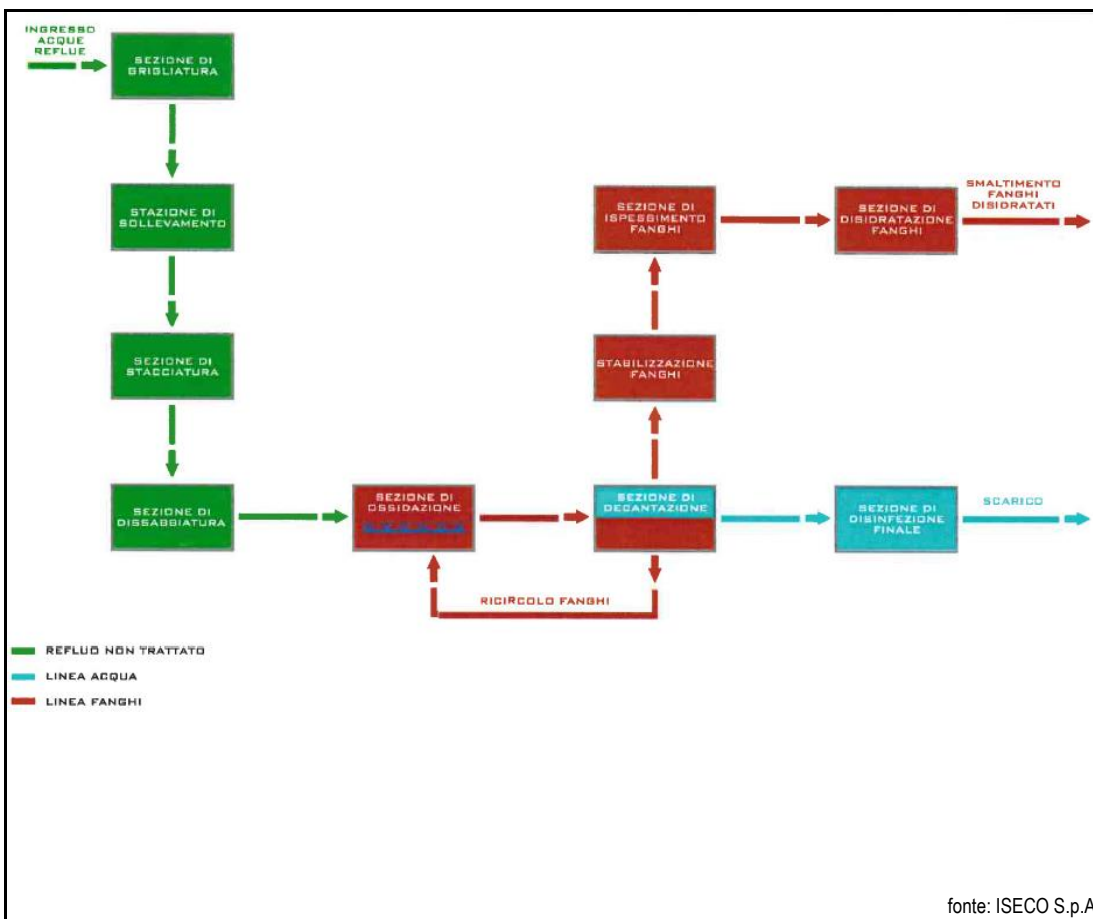 INGRESSO
ACQUE
REFLUE
SEZIONE DI
GRIGLIATURA
STAZIONE DI
SOLLEVAMENTO
SEZIONE DI
STACCIATURA
SEZIONE DI
DISSABBIATURA
SEZIONE DI
OSSIDAZIONE
SEZIONE DI
DECANTAZIONE
RICIRCOLO FANGHI
STABILIZZAZIONE
FANGHI
SEZIONE DI
ISPESSIMENTO
FANGHI
SEZIONE DI
DISIDRATAZIONE
FANGHI
SMALTIMENTO
FANGHI
DISIDRATATI
SEZIONE DI
DISINFEZIONE
FINALE
SCARICO
REFLUO NON TRATTATO
LINEA ACQUA
LINEA FANGHI
fonte: ISECO S.p.A